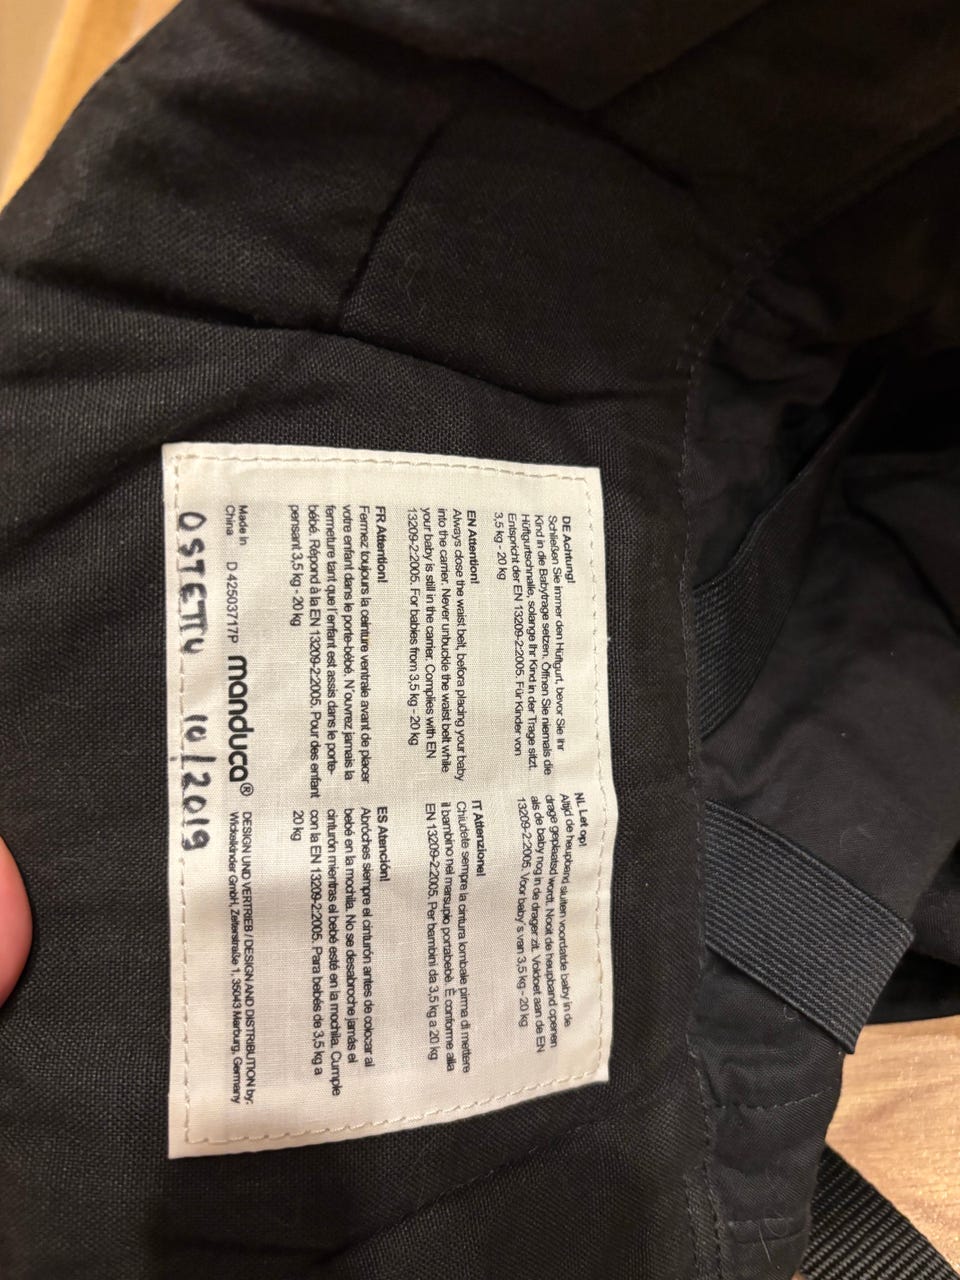 DE Achtung!
Schließen Sie immer den Hüftgurt, bevor Sie Ihr
Kind in die Babytrage setzen. Öffnen Sie niemals die
Hüftgurtschnalle, solange Ihr Kind in der Trage sitzt.
Entspricht der EN 13209-2:2005. Für Kinder von
3,5 kg - 20 kg
NL Let op!
Altijd de heupband sluiten voordatde baby in de
drage geplaatsd wordt. Nooit de heupband openen
als de baby nog in de drager zit. Voldoet aan de EN
13209-2:2005. Voor baby´s van 3,5 kg - 20 kg
EN Attention!
Always close the waist belt, before placing your baby
into the carrier. Never unbuckle the waist belt while
your baby is still in the carrier. Complies with EN
13209-2:2005. For babies from 3,5 kg - 20 kg
IT Attenzione!
Chiudete sempre la cintura lombale pirma di mettere
il bambino nel marsupio portabebè. È conforme alla
EN 13209-2:2005. Per bambini da 3,5 kg a 20 kg
FR Attention!
Fermez toujours la ceinture ventrale avant de placer
votre enfant dans le porte-bébé. N´ouvrez jamais la
fermeture tant que l´enfant est assis dans le porte-
bébé. Répond à la EN 13209-2:2005. Pour des enfant
pensant 3,5 kg - 20 kg
ES Atención!
Abróches siempre el cinturón antes de colocar al
bebé en la mochila. No se desabroche jamás el
cinturón mientras el bebé esté en la mochila. Cumple
con la EN 13209-2:2005. Para bebés de 3,5 kg a
20 kg
Made in
China
D 42503717P
manduca®
DESIGN UND VERTRIEB / DESIGN AND DISTRIBUTION by:
Wickelkinder GmbH, Zeiterstraße 1, 35043 Marburg, Germany
OSTETTU 10/2019